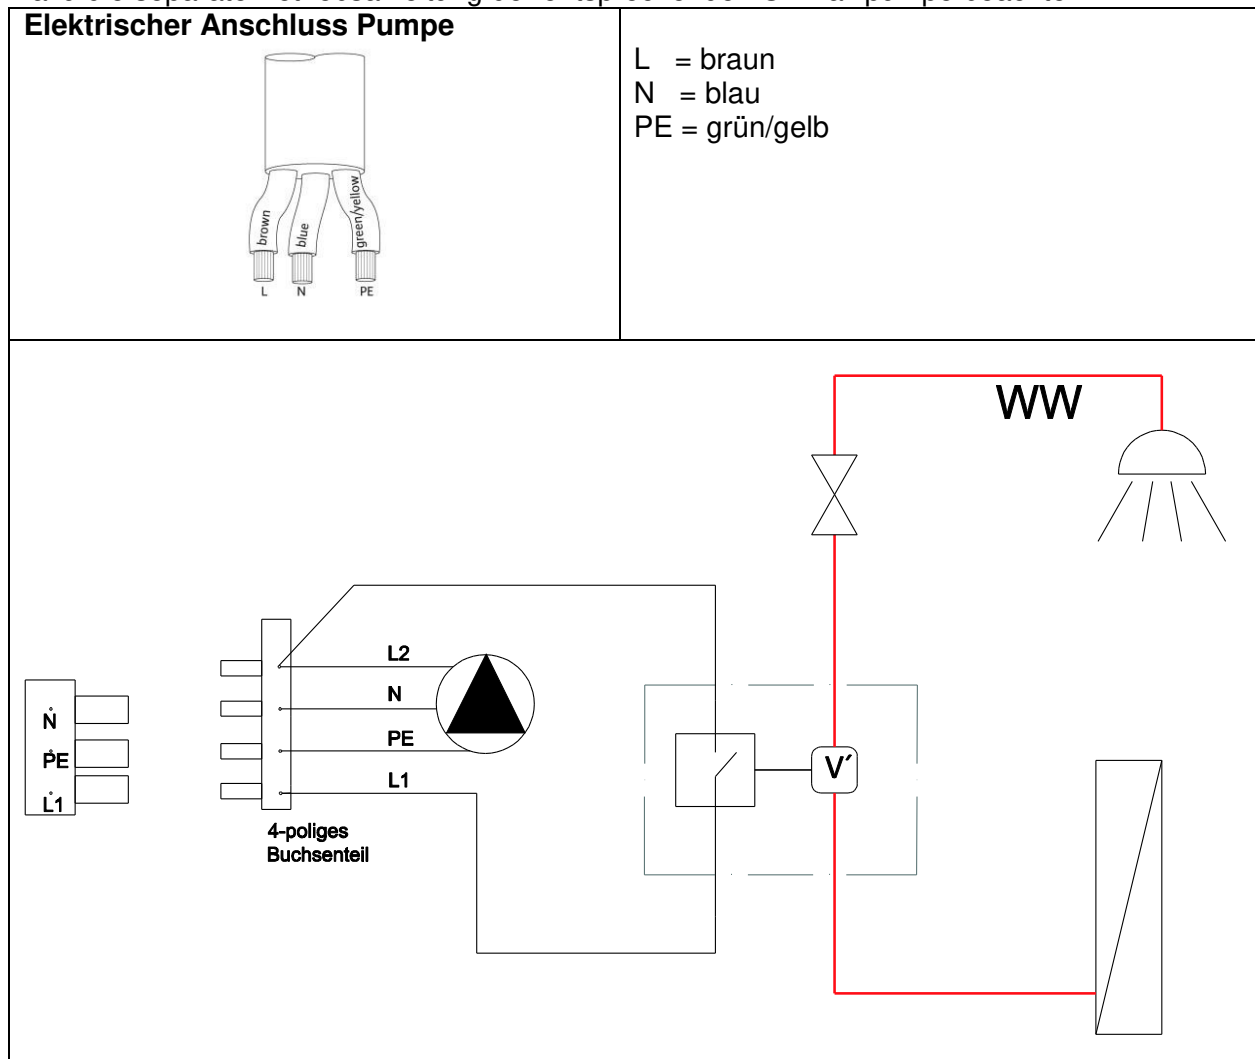 Elektrischer Anschluss Pumpe
brown
blue
green/yellow
L N PE
L = braun
N = blau
PE = grün/gelb
WW
L2
N
PE
L1
N
PE
L1
V′
4-poliges
Buchsenteil